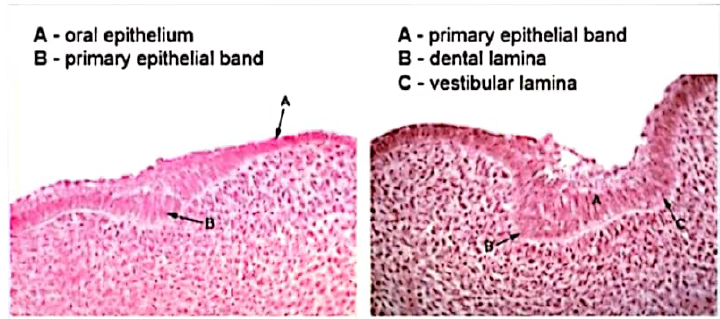 A - oral epithelium
B - primary epithelial band
A
B
A - primary epithelial band
B - dental lamina
C - vestibular lamina
A
B
C